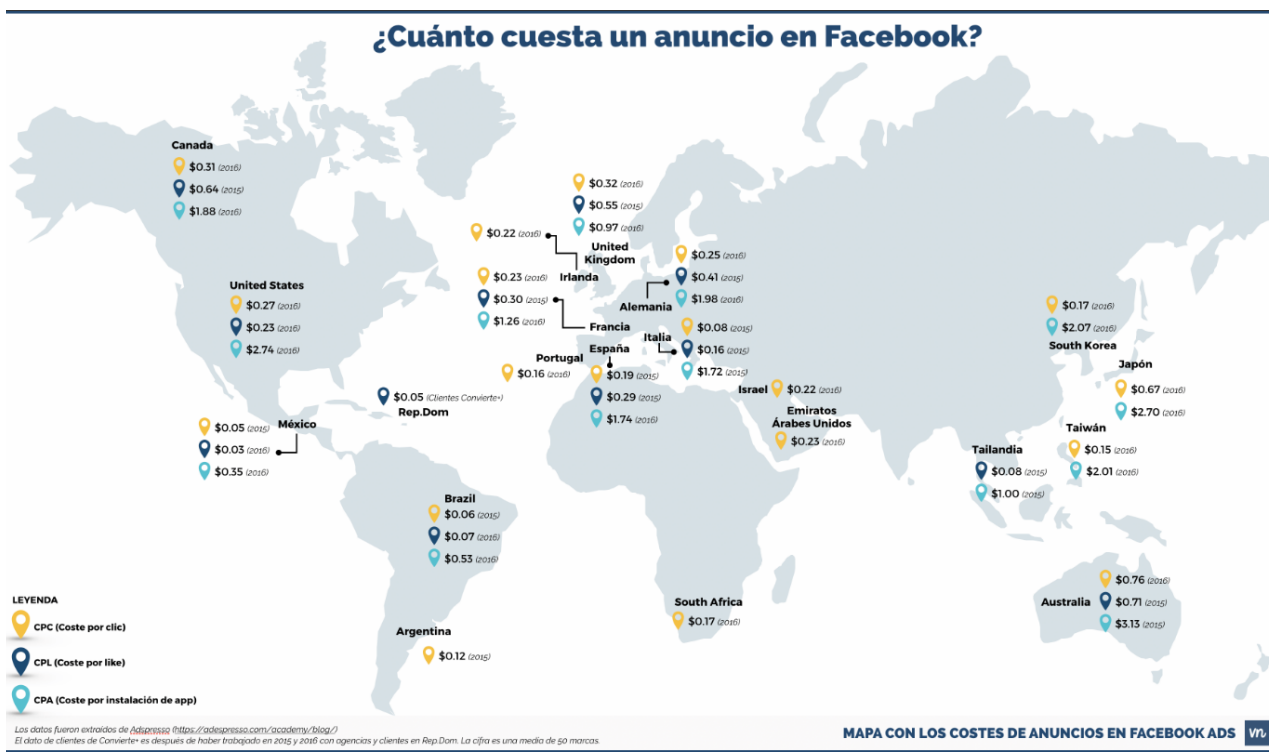 ¿Cuánto cuesta un anuncio en Facebook?
Canada
$0.31 (2016)
$0.64 (2015)
$1.88 (2016)
United States
$0.27 (2016)
$0.23 (2016)
$2.74 (2016)
México
$0.05 (2015)
$0.03 (2016)
$0.35 (2016)
$0.05 (Clientes Convierte+)
Rep.Dom
Brazil
$0.06 (2015)
$0.07 (2016)
$0.53 (2016)
Argentina
$0.12 (2015)
$0.32 (2016)
$0.55 (2015)
$0.97 (2016)
United
Kingdom
$0.22 (2016)
Irlanda
$0.23 (2016)
$0.30 (2015)
$1.26 (2016)
Francia
$0.25 (2016)
$0.41 (2015)
$1.98 (2016)
Alemania
Italia
$0.08 (2015)
$0.16 (2015)
$1.72 (2015)
Portugal
$0.16 (2016)
España
$0.19 (2015)
$0.29 (2015)
$1.74 (2016)
Israel
$0.22 (2016)
Emiratos
Árabes Unidos
$0.23 (2016)
South Africa
$0.17 (2016)
$0.17 (2016)
$2.07 (2016)
South Korea
Japón
$0.67 (2016)
$2.70 (2016)
Taiwán
$0.15 (2016)
$2.01 (2016)
Tailandia
$0.08 (2015)
$1.00 (2015)
Australia
$0.76 (2016)
$0.71 (2015)
$3.13 (2015)
LEYENDA
CPC (Coste por clic)
CPL (Coste por like)
CPA (Coste por instalación de app)
Los datos fueron extraídos de Adspresso (https://adespresso.com/academy/blog/)
El dato de clientes de Convierte+ es después de haber trabajado en 2015 y 2016 con agencias y clientes en Rep.Dom. La cifra es una media de 50 marcas.
MAPA CON LOS COSTES DE ANUNCIOS EN FACEBOOK ADS
vn